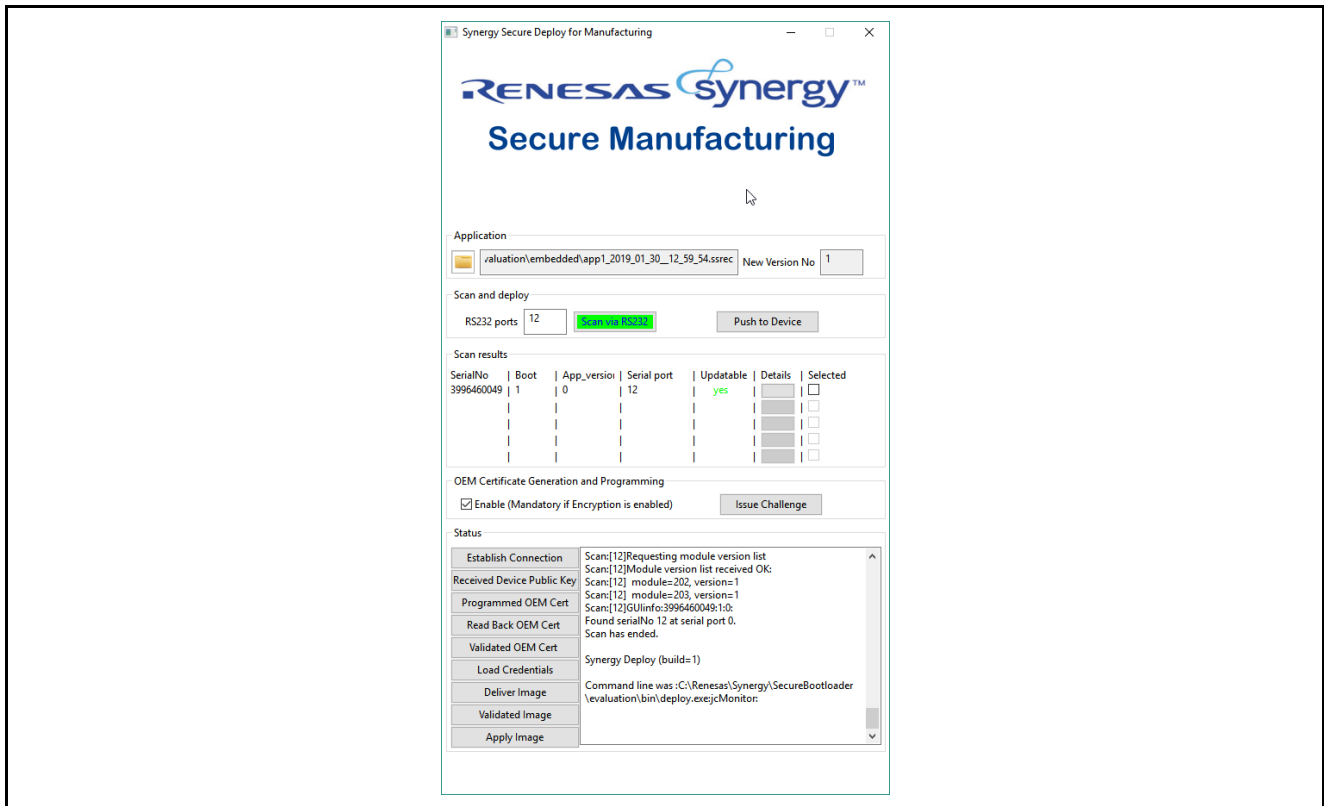 Synergy Secure Deploy for Manufacturing
RENESAS synergy™
Secure Manufacturing
Application
valuation\embedded\app1_2019_01_30__12_59_54.ssrec New Version No 1
Scan and deploy
RS232 ports 12 Scan via RS232 Push to Device
Scan results
SerialNo | Boot | App_version | Serial port | Updatable | Details | Selected
3996460049 | 1 | 0 | 12 | yes | |
| | | | | |
| | | | | |
| | | | | |
| | | | | |
OEM Certificate Generation and Programming
Enable (Mandatory if Encryption is enabled) Issue Challenge
Status
Establish Connection
Received Device Public Key
Programmed OEM Cert
Read Back OEM Cert
Validated OEM Cert
Load Credentials
Deliver Image
Validated Image
Apply Image
Scan:[12]Requesting module version list
Scan:[12]Module version list received OK:
Scan:[12] module=202, version=1
Scan:[12] module=203, version=1
Scan:[12]GUIinfo:3996460049:1:0:
Found serialNo 12 at serial port 0.
Scan has ended.
Synergy Deploy (build=1)
Command line was :C:\Renesas\Synergy\SecureBootloader
\evaluation\bin\deploy.exe:jcMonitor: